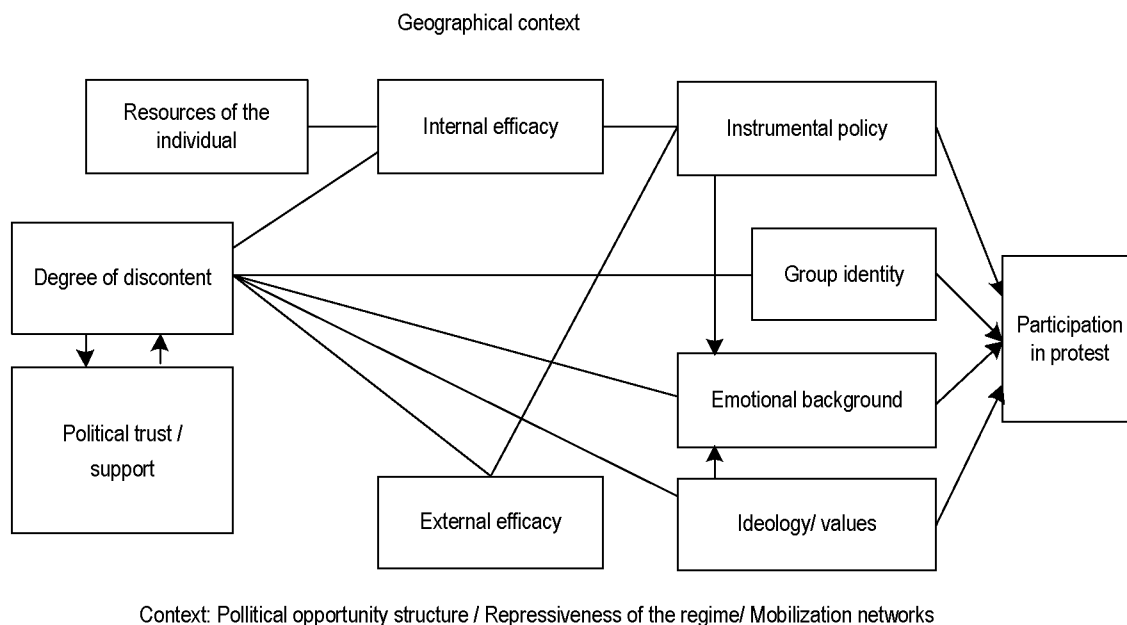 Geographical context
Resources of the
individual
Internal efficacy
Instrumental policy
Degree of discontent
Group identity
Participation
in protest
Political trust /
support
Emotional background
External efficacy
Ideology/ values
Context: Pollitical opportunity structure / Repressiveness of the regime/ Mobilization networks